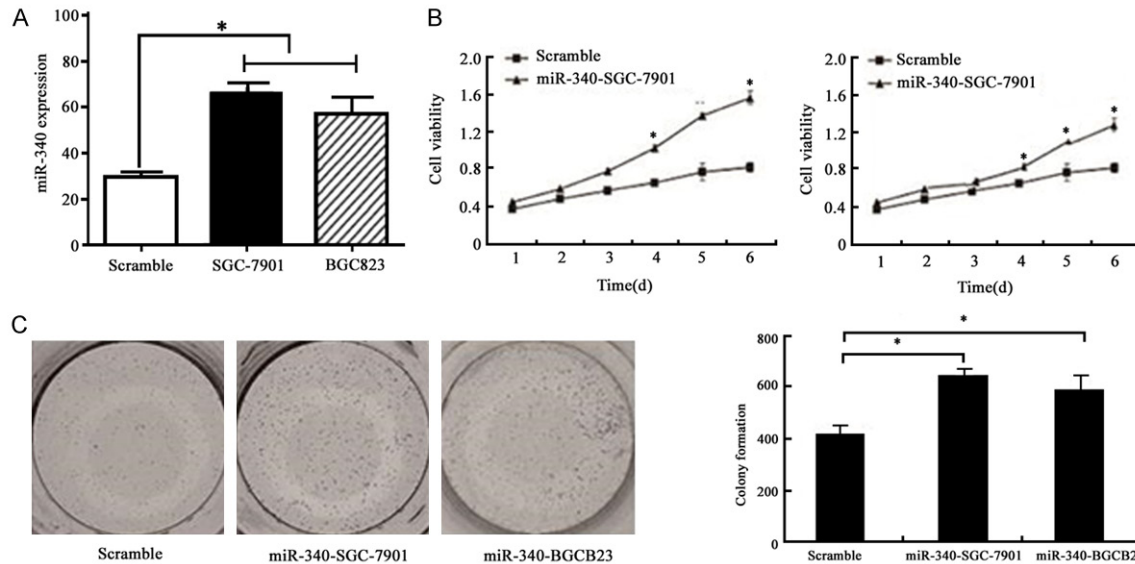 A
miR-340 expression
100
80
60
40
20
0
*
Scramble
SGC-7901
BGC823
B
Cell viability
2.0
1.6
1.2
0.8
0.4
0
Scramble
miR-340-SGC-7901
*
*
1 2 3 4 5 6
Time(d)
Cell viability
2.0
1.6
1.2
0.8
0.4
0
Scramble
miR-340-SGC-7901
*
*
*
1 2 3 4 5 6
Time(d)
C
Scramble
miR-340-SGC-7901
miR-340-BGCB23
Colony formation
800
600
400
200
0
*
*
Scramble
miR-340-SGC-7901
miR-340-BGCB2